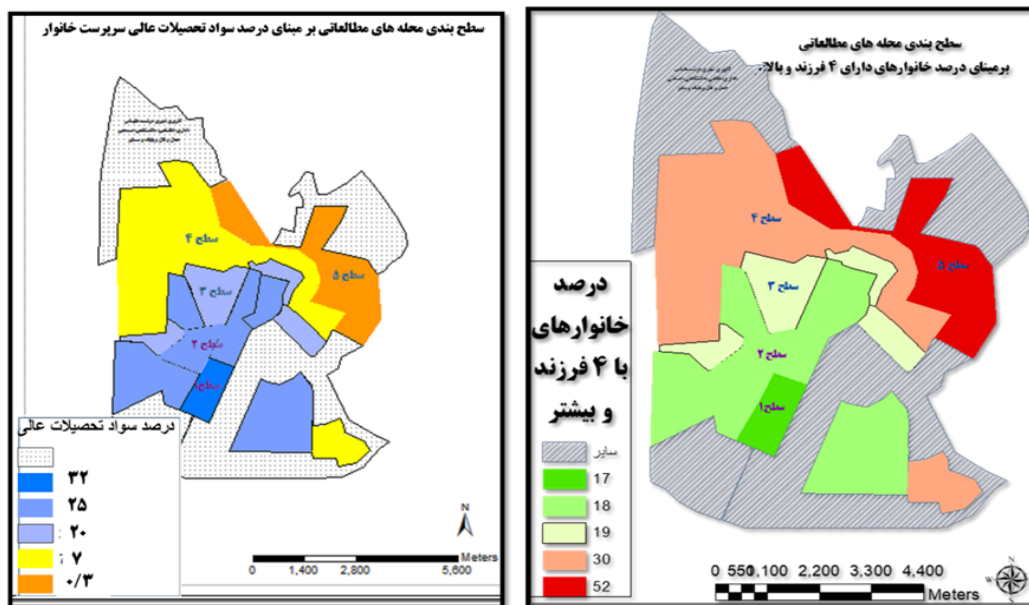 سطح بندی محله های مطالعاتی بر مبنای درصد سواد تحصیلات عالی سرپرست خانوار
سطح ۴
سطح ۵
سطح ۳
سطح ۲
درصد سواد تحصیلات عالی
۳۲
۲۵
۲۰
۷
۰/۳
N
Meters
0 1,400 2,800 5,600
سطح بندی محله های مطالعاتی
برمبنای درصد خانوارهای دارای ۴ فرزند و بالاتر
سطح ۴
سطح ۵
سطح ۳
سطح ۲
سطح ۱
درصد
خانوارهای
با ۴ فرزند
و بیشتر
سایر
17
18
19
30
52
0 550 1,100 2,200 3,300 4,400
Meters